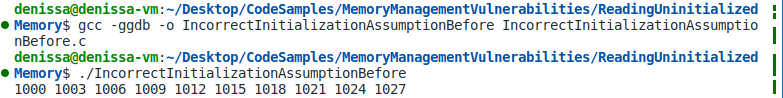 denissa@denissa-vm:~/Desktop/CodeSamples/MemoryManagementVulnerabilities/ReadingUninitialized
Memory$ gcc -ggdb -o IncorrectInitializationAssumptionBefore IncorrectInitializationAssumptio
nBefore.c
denissa@denissa-vm:~/Desktop/CodeSamples/MemoryManagementVulnerabilities/ReadingUninitialized
Memory$ ./IncorrectInitializationAssumptionBefore
1000 1003 1006 1009 1012 1015 1018 1021 1024 1027